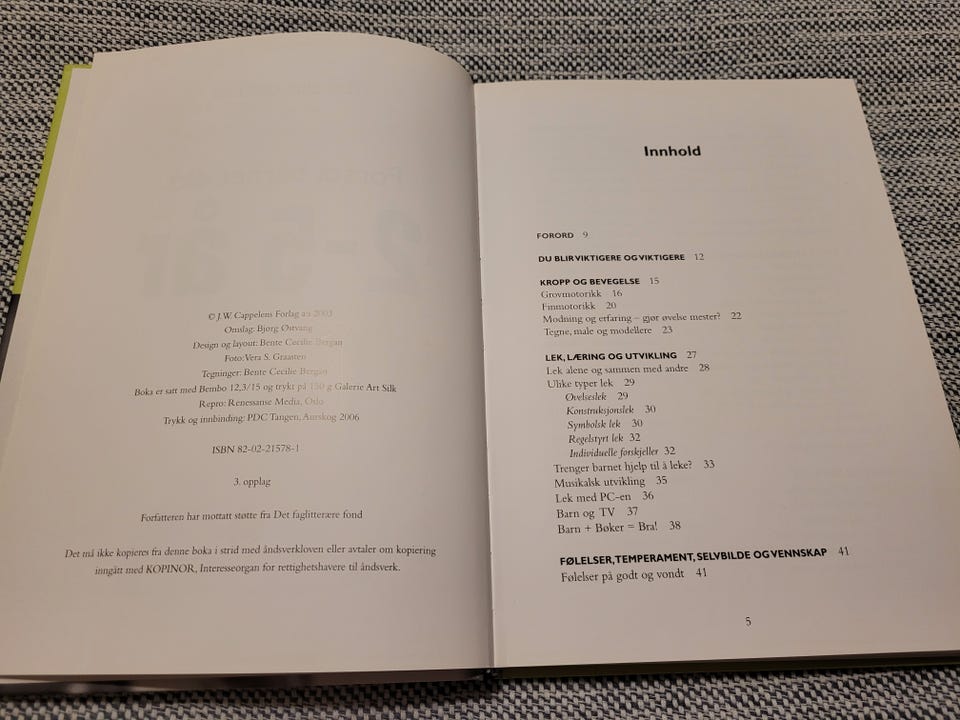 © J.W. Cappelens Forlag a·s 2003
Omslag: Bjørg Østvang
Design og layout: Bente Cecilie Bergan
Foto: Vera S. Graasten
Tegninger: Bente Cecilie Bergan
Boka er satt med Bembo 12,3/15 og trykt på 150 g Galerie Art Silk
Repro: Renessanse Media, Oslo
Trykk og innbinding: PDC Tangen, Aurskog 2006
ISBN 82-02-21578-1
3. opplag
Forfatteren har mottatt støtte fra Det faglitterære fond
Det må ikke kopieres fra denne boka i strid med åndsverkloven eller avtaler om kopiering
inngått med KOPINOR, Interesseorgan for rettighetshavere til åndsverk.
Innhold
FORORD 9
DU BLIR VIKTIGERE OG VIKTIGERE 12
KROPP OG BEVEGELSE 15
Grovmotorikk 16
Finmotorikk 20
Modning og erfaring – gjør øvelse mester? 22
Tegne, male og modellere 23
LEK, LÆRING OG UTVIKLING 27
Lek alene og sammen med andre 28
Ulike typer lek 29
Øvelseslek 29
Konstruksjonslek 30
Symbolsk lek 30
Regelstyrt lek 32
Individuelle forskjeller 32
Trenger barnet hjelp til å leke? 33
Musikalsk utvikling 35
Lek med PC-en 36
Barn og TV 37
Barn + Bøker = Bra! 38
FØLELSER, TEMPERAMENT, SELVBILDE OG VENNSKAP 41
Følelser på godt og vondt 41
5